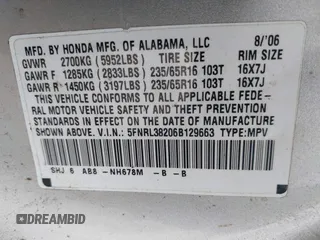 MFD. BY HONDA MFG. OF ALABAMA, LLC 8/'06
GVWR 2700KG (5952LBS) TIRE SIZE RIM SIZE
GAWR F 1285KG (2833LBS) 235/65R16 103T 16X7J
GAWR R 1450KG (3197LBS) 235/65R16 103T 16X7J
THIS VEHICLE CONFORMS TO ALL APPLICABLE FEDERAL
MOTOR VEHICLE SAFETY AND THEFT PREVENTION
STANDARDS IN EFFECT ON THE DATE OF MANUFACTURE
SHOWN ABOVE. V.I.N.: 5FNRL38206B129663 TYPE:MPV
SHJ 6 AB8 -NH678M -B -B
DREAMBID